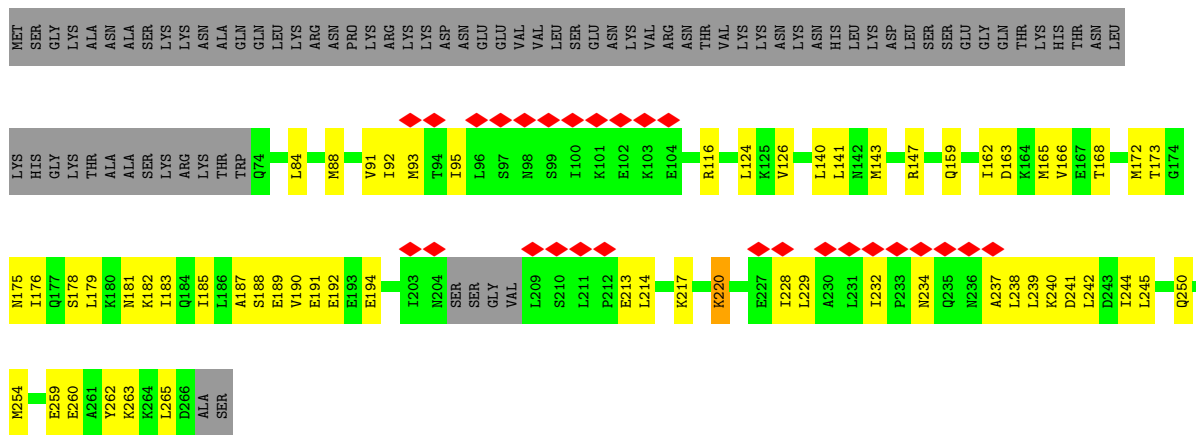 MET SER GLY LYS ALA ASN ALA SER LYS LYS ASN ALA GLN GLN LEU LYS ARG ASN PRO LYS ARG LYS LYS ASP ASN GLU GLU VAL VAL LEU SER GLU ASN LYS VAL ARG ASN THR VAL LYS LYS ASN LYS ASN HIS LEU LYS ASP LEU SER SER GLU GLY GLN THR LYS HIS THR ASN LEU
LYS HIS GLY LYS THR ALA ALA SER LYS ARG LYS THR TRP Q74 L84 M88 V91 I92 M93 T94 I95 L96 S97 N98 S99 I100 K101 E102 K103 E104 R116 L124 K125 V126 L140 L141 N142 M143 R147 Q159 I162 D163 K164 M165 V166 E167 T168 M172 T173 G174
N175 I176 Q177 S178 L179 K180 N181 K182 I183 Q184 I185 L186 A187 S188 E189 V190 E191 E192 E193 E194 I203 N204 SER SER GLY VAL L209 S210 L211 P212 E213 L214 K217 K220 E227 I228 L229 A230 L231 I232 P233 N234 Q235 N236 A237 L238 L239 K240 D241 L242 D243 I244 L245 Q250
M254 E259 E260 A261 Y262 K263 K264 L265 D266 ALA SER